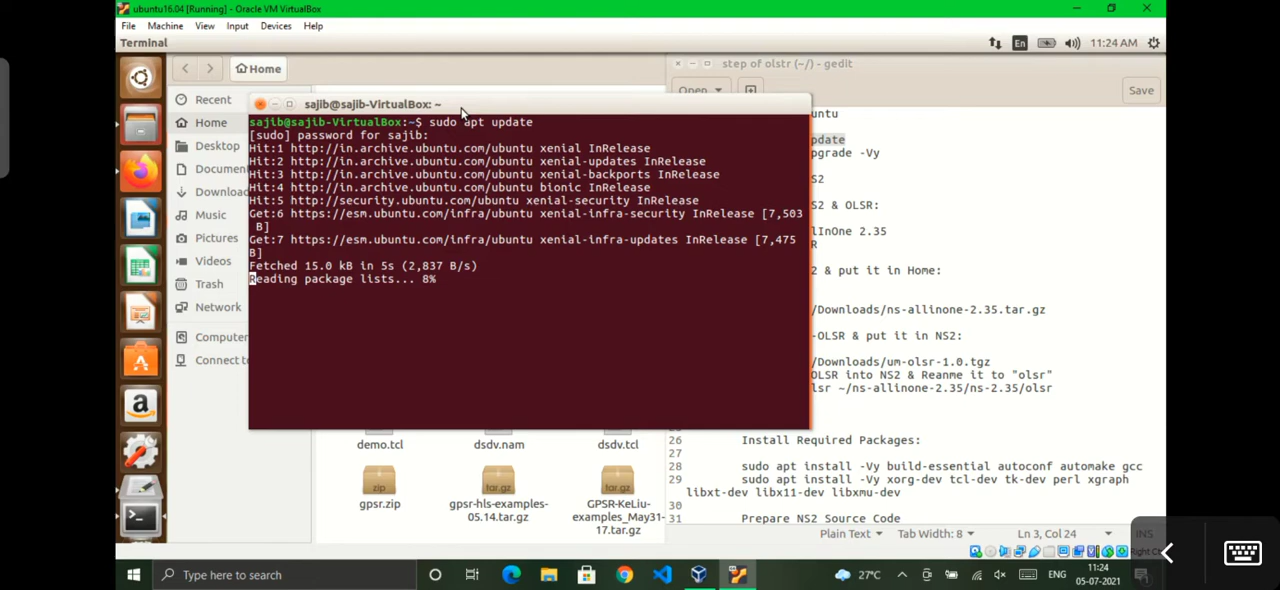 ubuntu16.04 [Running] - Oracle VM VirtualBox
File Machine View Input Devices Help
Terminal
En
11:24 AM
Home
step of olstr (~/) - gedit
Open
Save
Recent
Home
Desktop
Documen
Download
Music
Pictures
Videos
Trash
Network
Computer
Connect to
sajib@sajib-VirtualBox: ~
sajib@sajib-VirtualBox:~$ sudo apt update
[sudo] password for sajib:
Hit:1 http://in.archive.ubuntu.com/ubuntu xenial InRelease
Hit:2 http://in.archive.ubuntu.com/ubuntu xenial-updates InRelease
Hit:3 http://in.archive.ubuntu.com/ubuntu xenial-backports InRelease
Hit:4 http://in.archive.ubuntu.com/ubuntu bionic InRelease
Hit:5 http://security.ubuntu.com/ubuntu xenial-security InRelease
Get:6 https://esm.ubuntu.com/infra/ubuntu xenial-infra-security InRelease [7,503
B]
Get:7 https://esm.ubuntu.com/infra/ubuntu xenial-infra-updates InRelease [7,475
B]
Fetched 15.0 kB in 5s (2,837 B/s)
Reading package lists... 8%
demo.tcl
dsdv.nam
dsdv.tcl
zip
tar.gz
tar.gz
gpsr.zip
gpsr-hls-examples-
05.14.tar.gz
GPSR-KeLiu-
examples_May31-
17.tar.gz
untu
pdate
pgrade -Vy
S2
S2 & OLSR:
lInOne 2.35
R
2 & put it in Home:
/Downloads/ns-allinone-2.35.tar.gz
-OLSR & put it in NS2:
/Downloads/um-olsr-1.0.tgz
OLSR into NS2 & Reanme it to "olsr"
lsr ~/ns-allinone-2.35/ns-2.35/olsr
26 Install Required Packages:
27
28 sudo apt install -Vy build-essential autoconf automake gcc
29 sudo apt install -Vy xorg-dev tcl-dev tk-dev perl xgraph
libxt-dev libx11-dev libxmu-dev
30
31 Prepare NS2 Source Code
Plain Text Tab Width: 8 Ln 3, Col 24 INS
Right Ct
Type here to search
27°C
ENG
11:24
05-07-2021